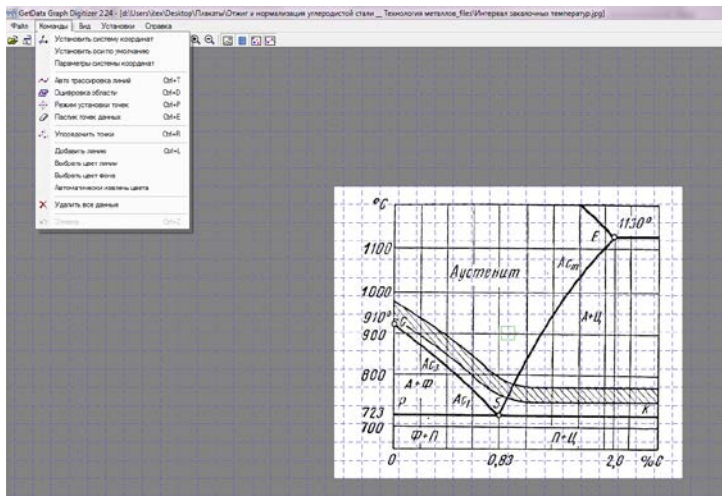 GetData Graph Digitizer 2.24 - [d:\Users\itex\Desktop\Плакаты\Отжиг и нормализация углеродистой стали __ Технология металлов_files\Интервал закалочных температур.jpg]
Файл Команды Вид Установки Справка
Установить систему координат
Установить оси по умолчанию
Параметры системы координат
Авто трассировка линий Ctrl+T
Оцифровка области Ctrl+D
Режим установки точек Ctrl+P
Ластик точек данных Ctrl+E
Упорядочить точки Ctrl+R
Добавить линию Ctrl+L
Выбрать цвет линии
Выбрать цвет фона
Автоматически извлечь цвета
Удалить все данные
Отмена Ctrl+Z
°C
E 1130°
1100
Аустенит Acm
1000
910° G А+Ц
900
Ac3
800 А+Ф
P Ac1 S K
723
700
Ф+П П+Ц
0 0,83 2,0 %C